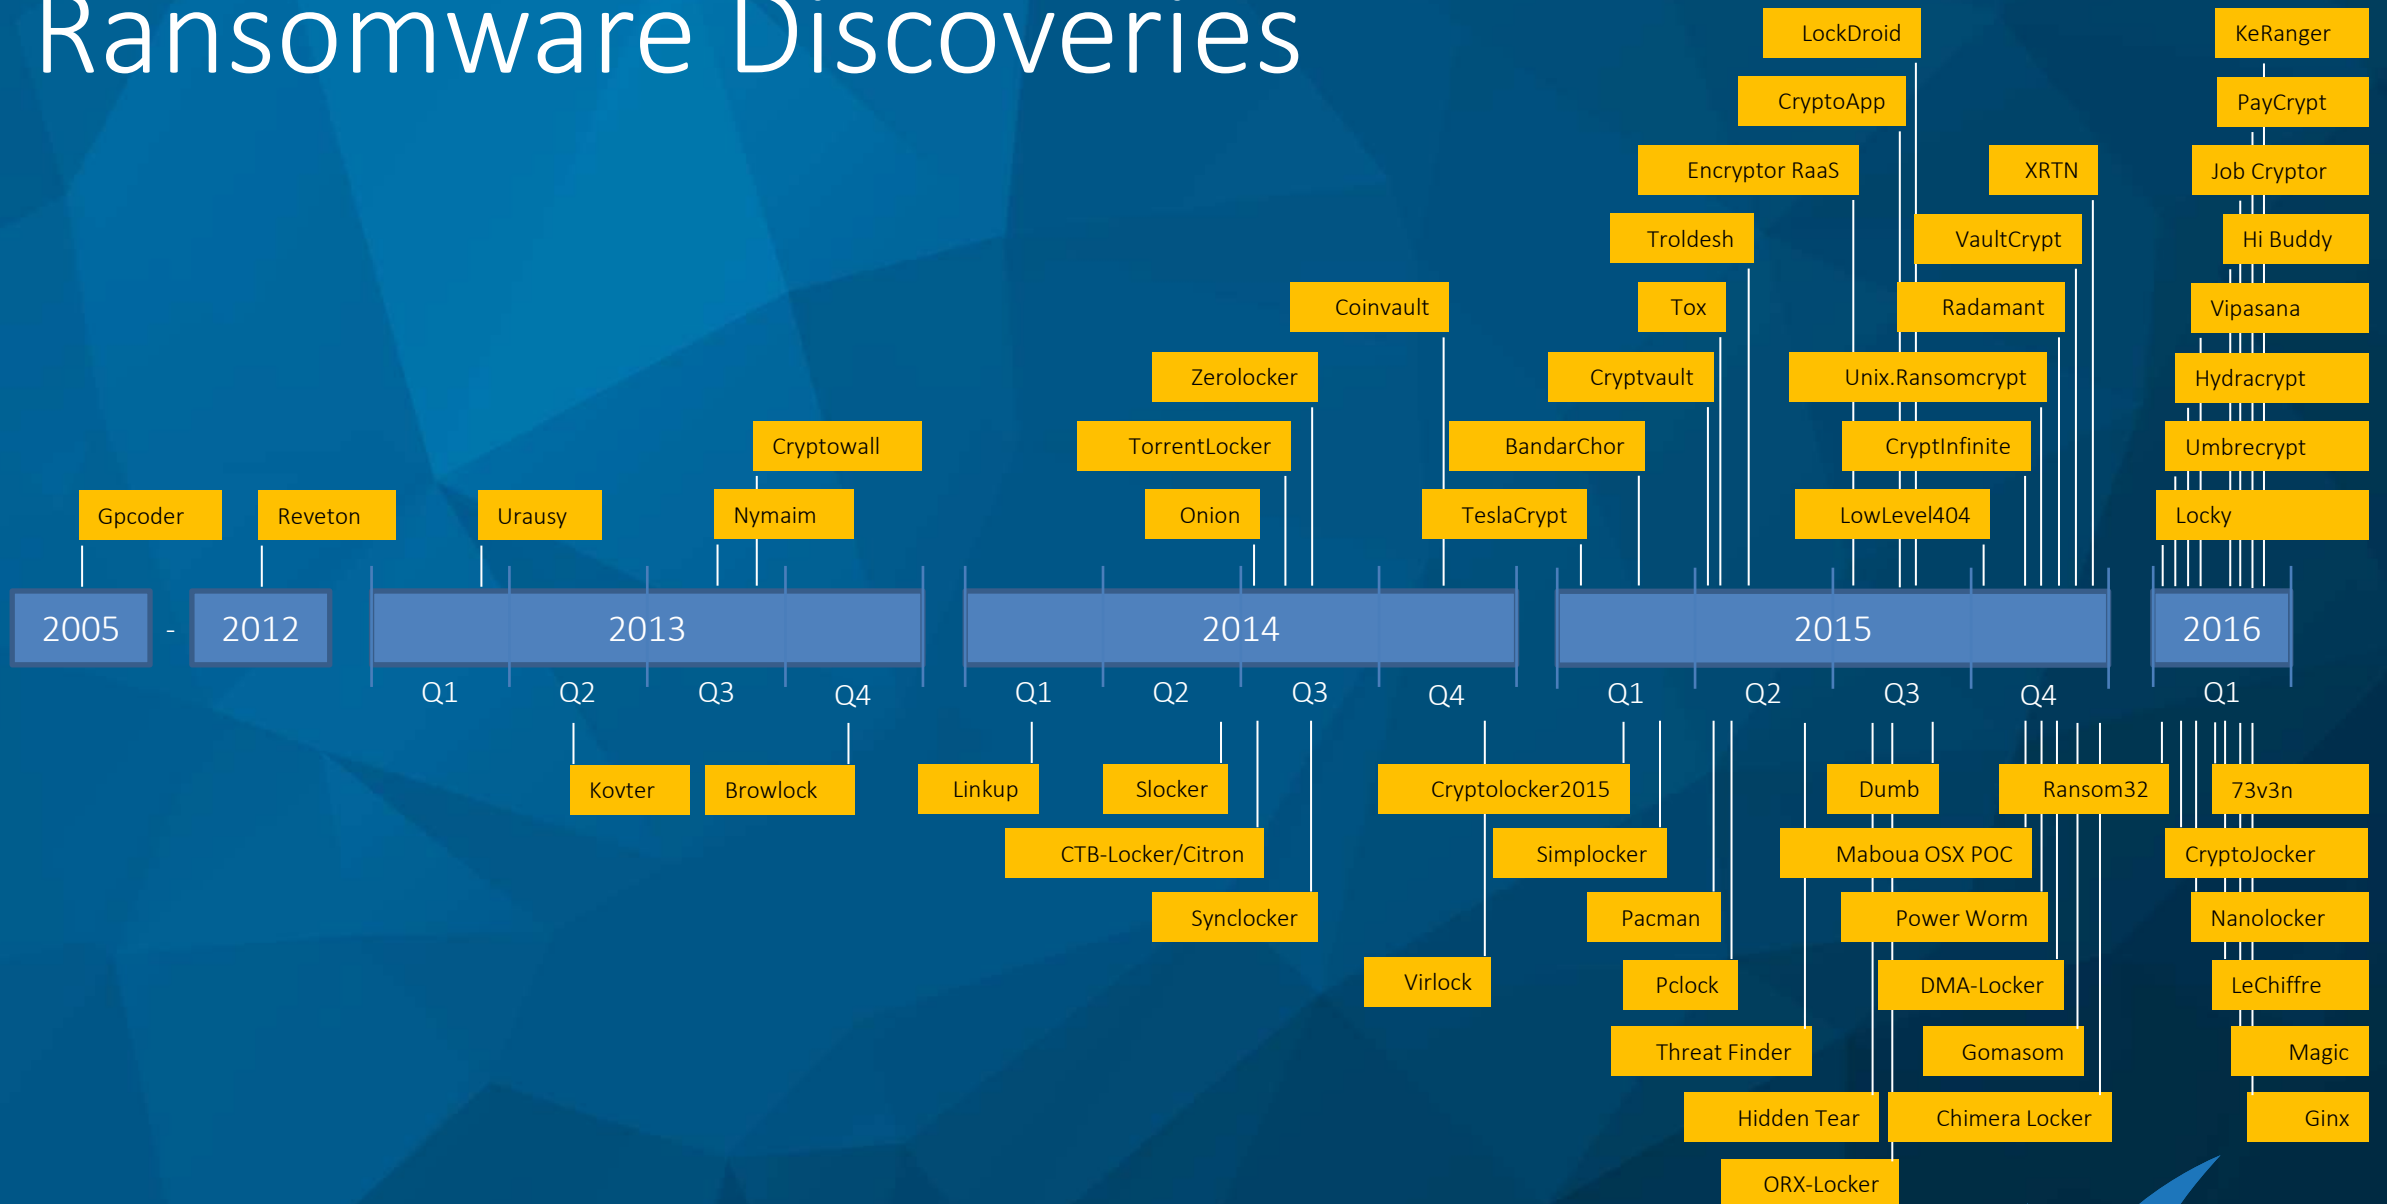 Ransomware Discoveries
LockDroid
KeRanger
CryptoApp
PayCrypt
Encryptor RaaS
XRTN
Job Cryptor
Troldesh
VaultCrypt
Hi Buddy
Coinvault
Tox
Radamant
Vipasana
Zerolocker
Cryptvault
Unix.Ransomcrypt
Hydracrypt
Cryptowall
TorrentLocker
BandarChor
CryptInfinite
Umbrecrypt
Gpcoder
Reveton
Urausy
Nymaim
Onion
TeslaCrypt
LowLevel404
Locky
2005 - 2012
2013
2014
2015
2016
Q1 Q2 Q3 Q4
Q1 Q2 Q3 Q4
Q1 Q2 Q3 Q4
Q1
Kovter
Browlock
Linkup
Slocker
Cryptolocker2015
Dumb
Ransom32
73v3n
CTB-Locker/Citron
Simplocker
Maboua OSX POC
CryptoJocker
Synclocker
Pacman
Power Worm
Nanolocker
Virlock
Pclock
DMA-Locker
LeChiffre
Threat Finder
Gomasom
Magic
Hidden Tear
Chimera Locker
Ginx
ORX-Locker